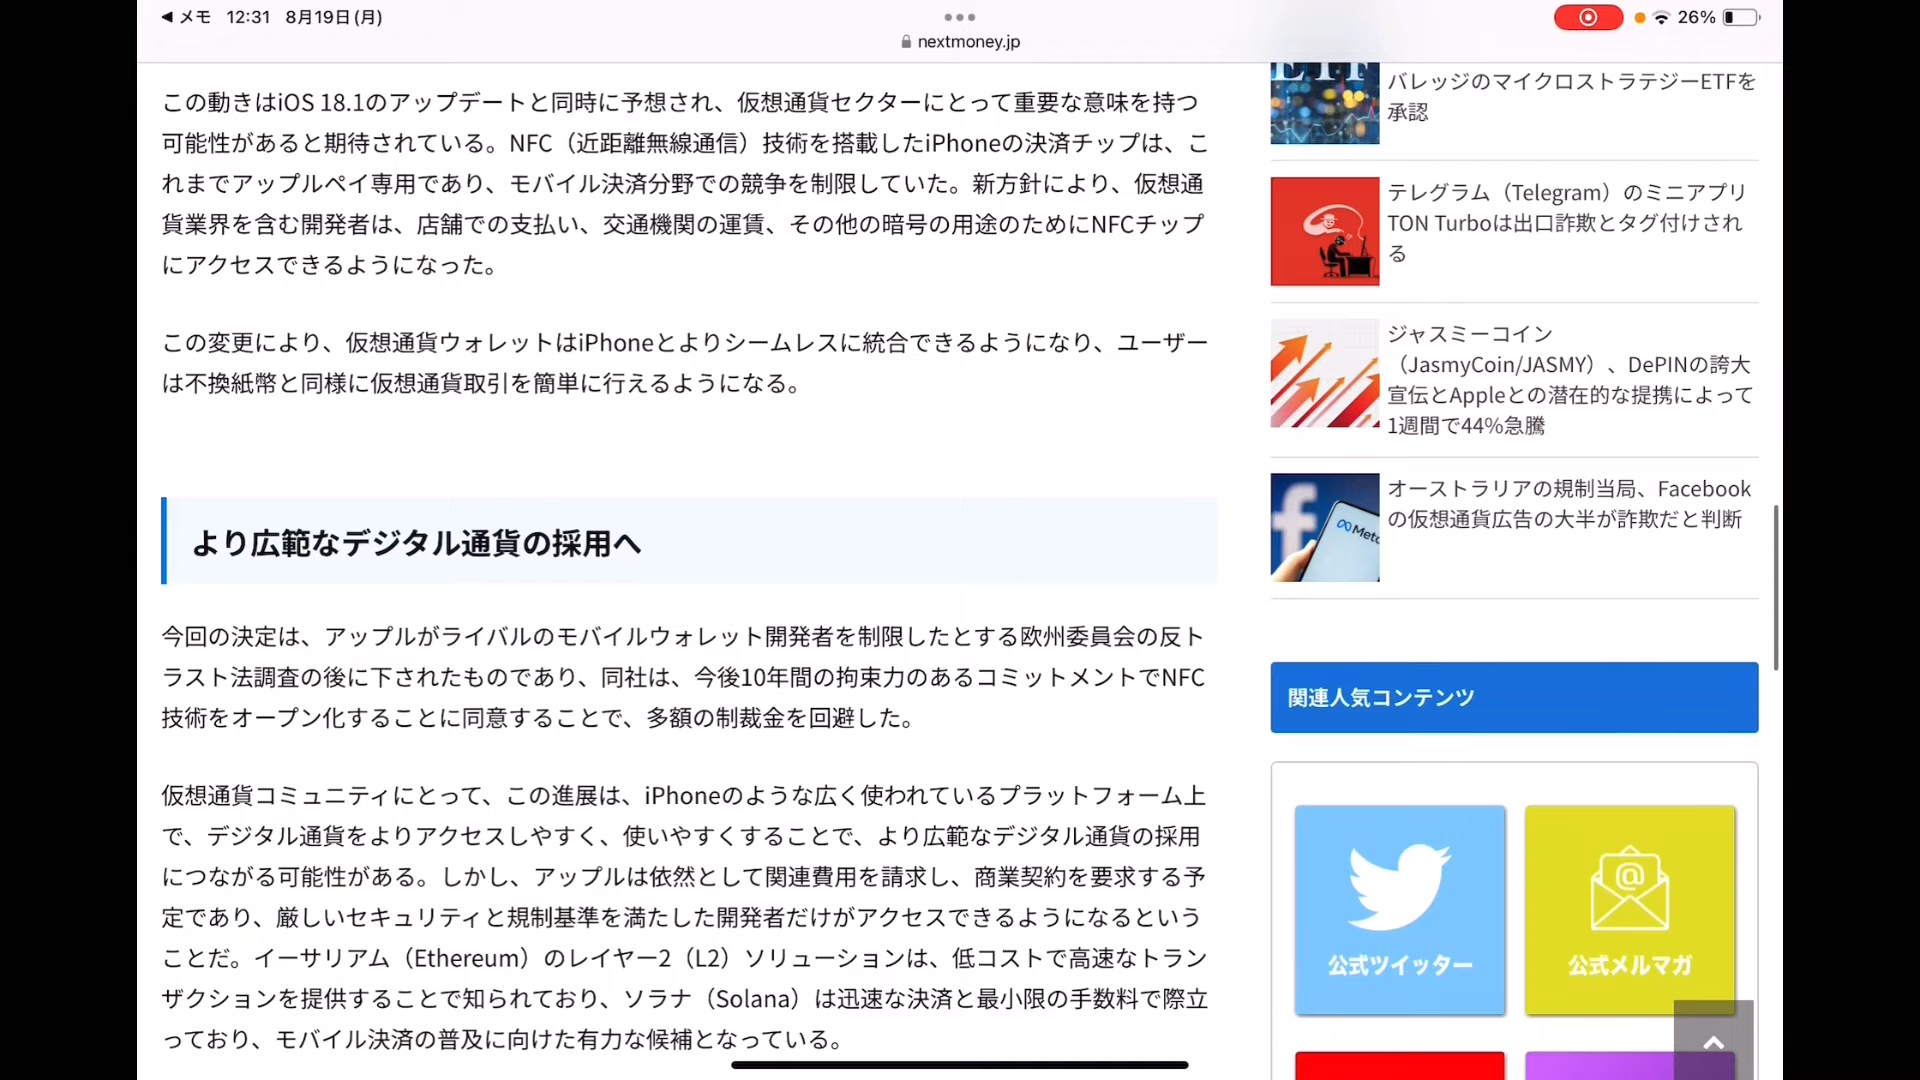 ◀ メモ 12:31 8月19日(月)
26%
nextmoney.jp
この動きはiOS 18.1のアップデートと同時に予想され、仮想通貨セクターにとって重要な意味を持つ
可能性があると期待されている。NFC（近距離無線通信）技術を搭載したiPhoneの決済チップは、こ
れまでアップルペイ専用であり、モバイル決済分野での競争を制限していた。新方針により、仮想通
貨業界を含む開発者は、店舗での支払い、交通機関の運賃、その他の暗号の用途のためにNFCチップ
にアクセスできるようになった。
この変更により、仮想通貨ウォレットはiPhoneとよりシームレスに統合できるようになり、ユーザー
は不換紙幣と同様に仮想通貨取引を簡単に行えるようになる。
より広範なデジタル通貨の採用へ
今回の決定は、アップルがライバルのモバイルウォレット開発者を制限したとする欧州委員会の反ト
ラスト法調査の後に下されたものであり、同社は、今後10年間の拘束力のあるコミットメントでNFC
技術をオープン化することに同意することで、多額の制裁金を回避した。
仮想通貨コミュニティにとって、この進展は、iPhoneのような広く使われているプラットフォーム上
で、デジタル通貨をよりアクセスしやすく、使いやすくすることで、より広範なデジタル通貨の採用
につながる可能性がある。しかし、アップルは依然として関連費用を請求し、商業契約を要求する予
定であり、厳しいセキュリティと規制基準を満たした開発者だけがアクセスできるようになるという
ことだ。イーサリアム（Ethereum）のレイヤー2（L2）ソリューションは、低コストで高速なトラン
ザクションを提供することで知られており、ソラナ（Solana）は迅速な決済と最小限の手数料で際立
っており、モバイル決済の普及に向けた有力な候補となっている。
ETF
バレッジのマイクロストラテジーETFを
承認
テレグラム（Telegram）のミニアプリ
TON Turboは出口詐欺とタグ付けされ
る
ジャスミーコイン
（JasmyCoin/JASMY）、DePINの誇大
宣伝とAppleとの潜在的な提携によって
1週間で44%急騰
Meta
オーストラリアの規制当局、Facebook
の仮想通貨広告の大半が詐欺だと判断
関連人気コンテンツ
公式ツイッター
公式メルマガ